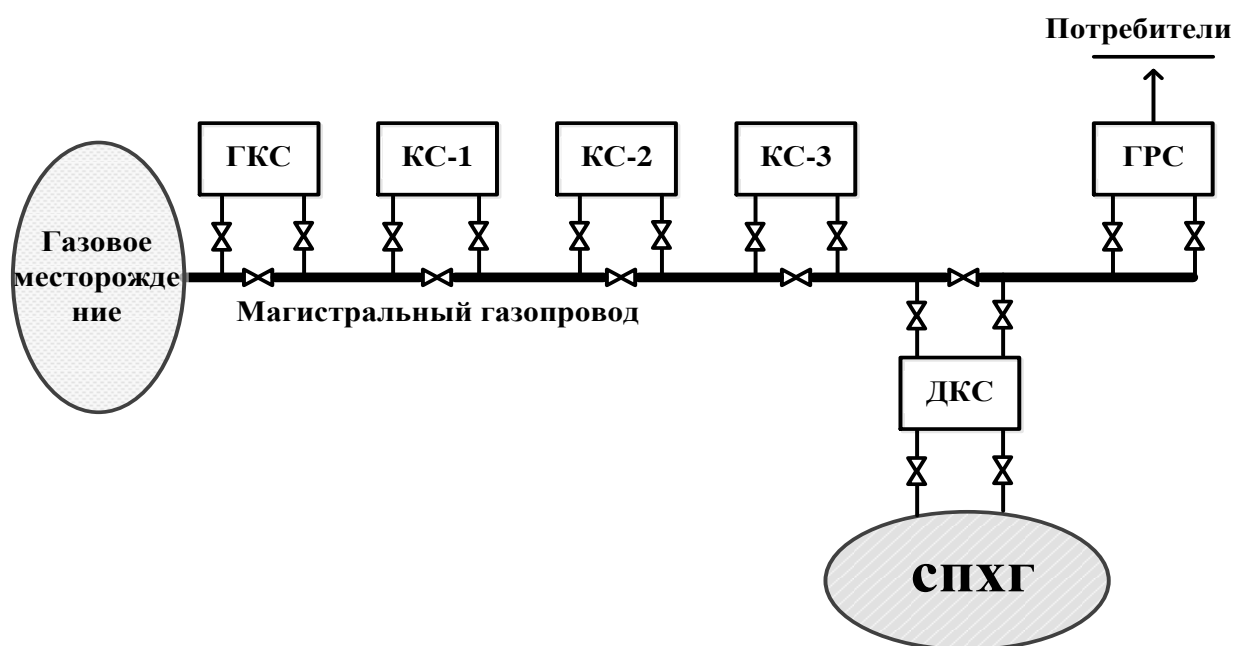 Потребители
ГКС
КС-1
КС-2
КС-3
ГРС
Газовое
месторожде
ние
Магистральный газопровод
ДКС
СПХГ